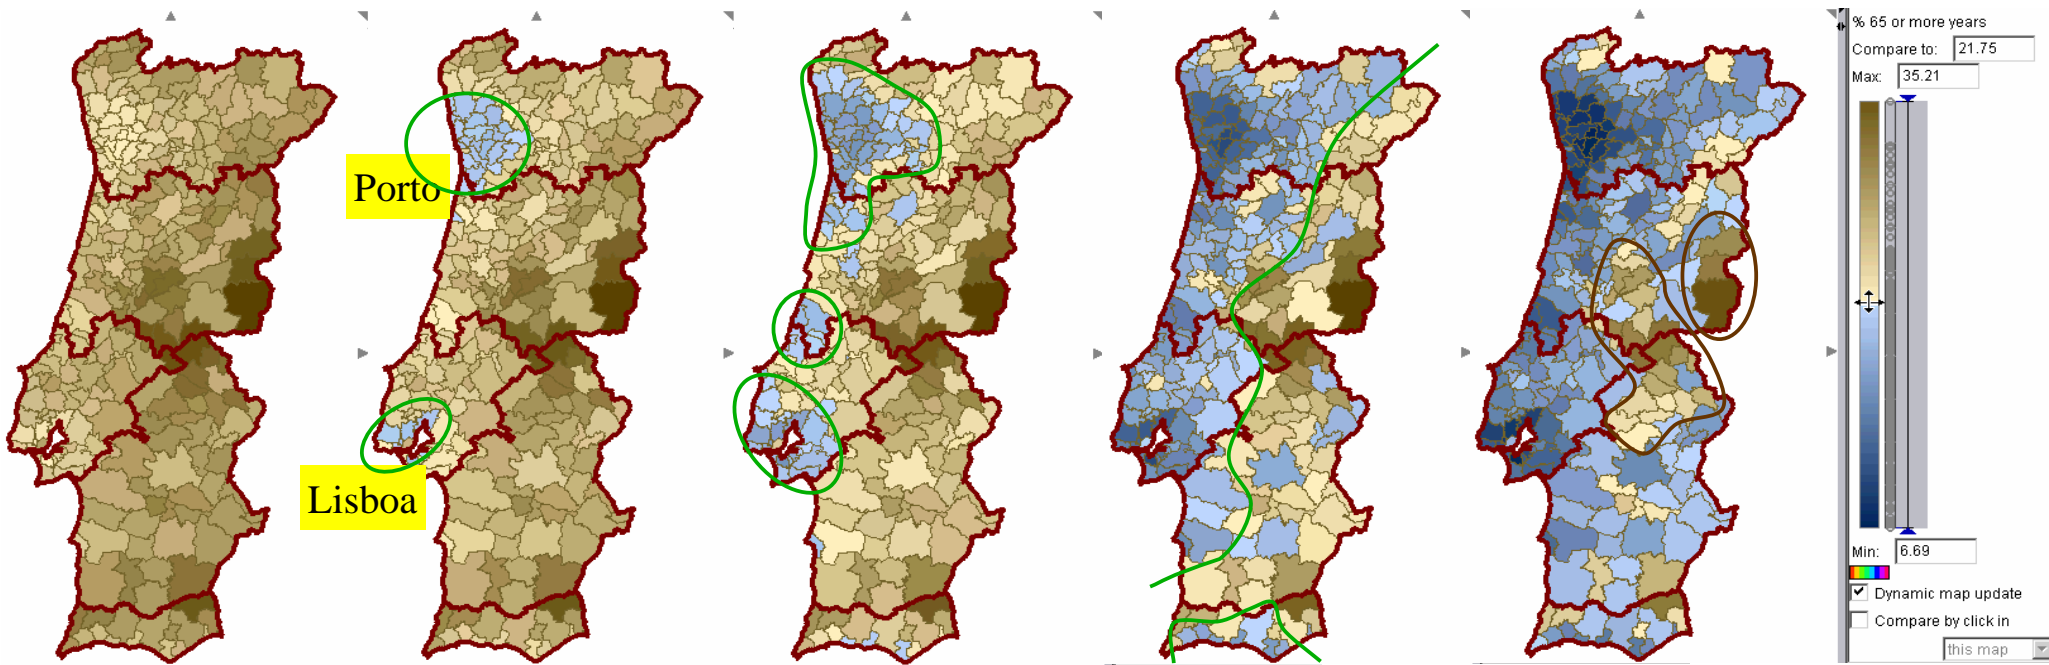 Porto
Lisboa
% 65 or more years
Compare to: 21.75
Max: 35.21
Min: 6.69
Dynamic map update
Compare by click in
this map